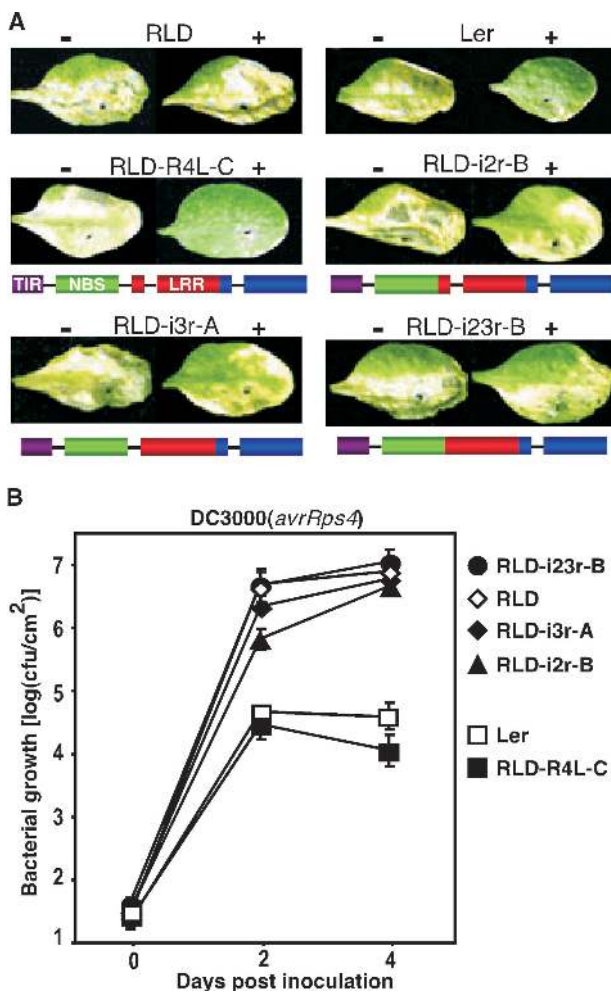 A
- RLD + - Ler +
- RLD-R4L-C + - RLD-i2r-B +
TIR NBS LRR
- RLD-i3r-A + - RLD-i23r-B +
B
DC3000(avrRps4)
Bacterial growth [log(cfu/cm²)]
7
6
5
4
3
2
1
0 2 4
Days post inoculation
RLD-i23r-B
RLD
RLD-i3r-A
RLD-i2r-B
Ler
RLD-R4L-C